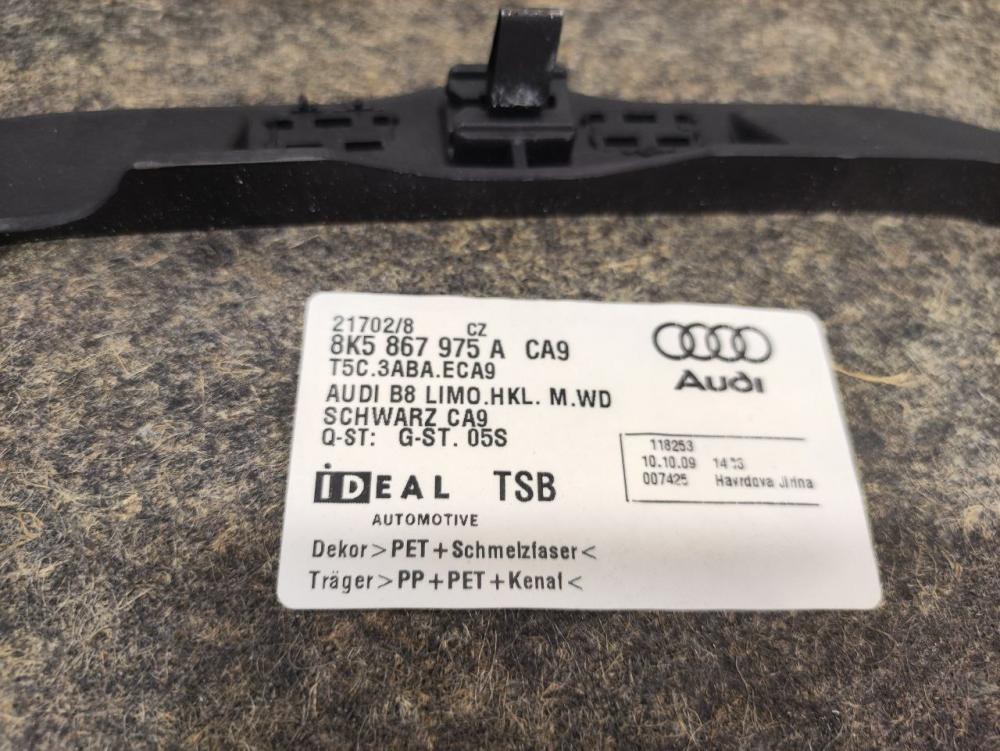 21702/8 CZ
8K5 867 975 A CA9
T5C.3ABA.ECA9
AUDI B8 LIMO.HKL. M.WD
SCHWARZ CA9
Q-ST: G-ST. 05S
Audi
118253
10.10.09
007425 Havrdova Jirina
iDEAL TSB
AUTOMOTIVE
Dekor>PET+Schmelzfaser<
Träger>PP+PET+Kenaf<